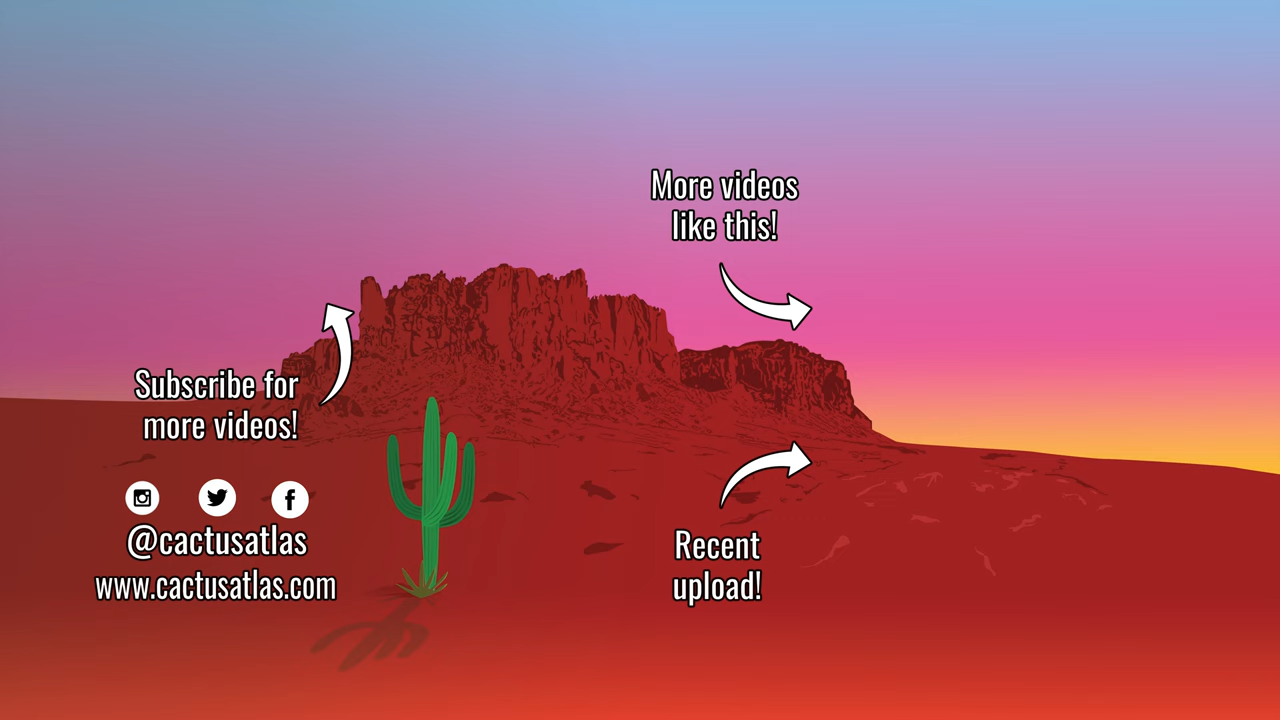 More videos
like this!
Subscribe for
more videos!
@cactusatlas
www.cactusatlas.com
Recent
upload!